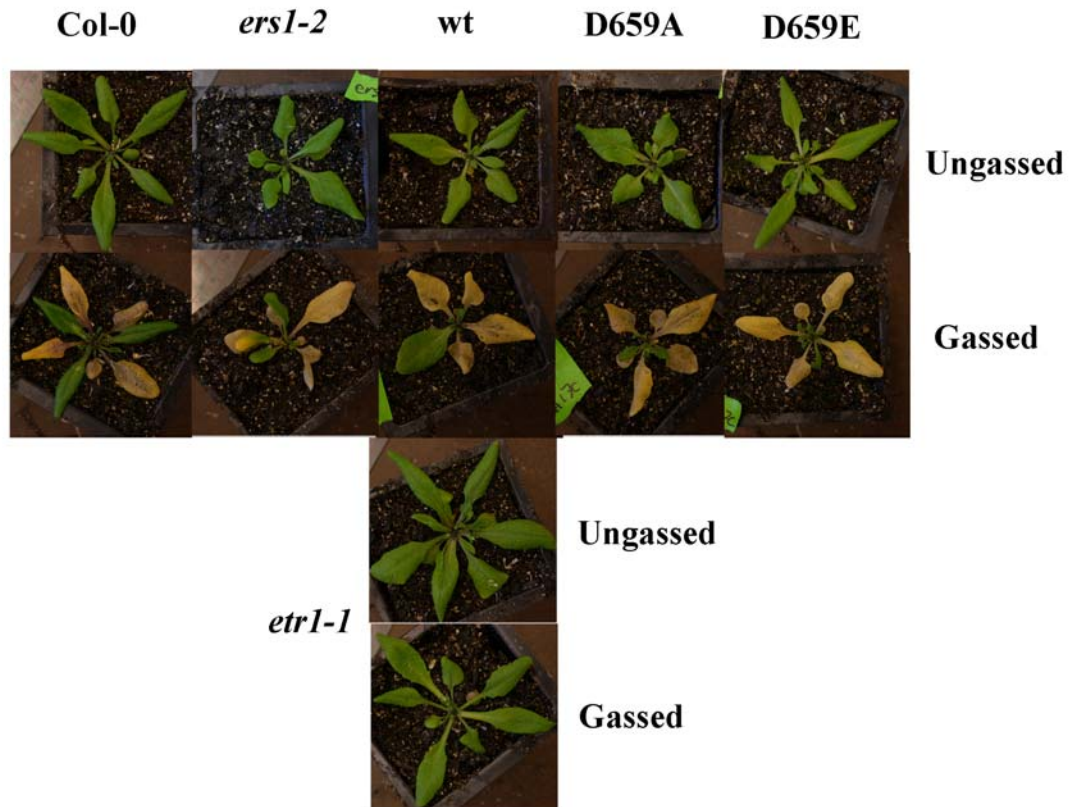 Col-0 ers1-2 wt D659A D659E
Ungassed
Gassed
Ungassed
etr1-1
Gassed